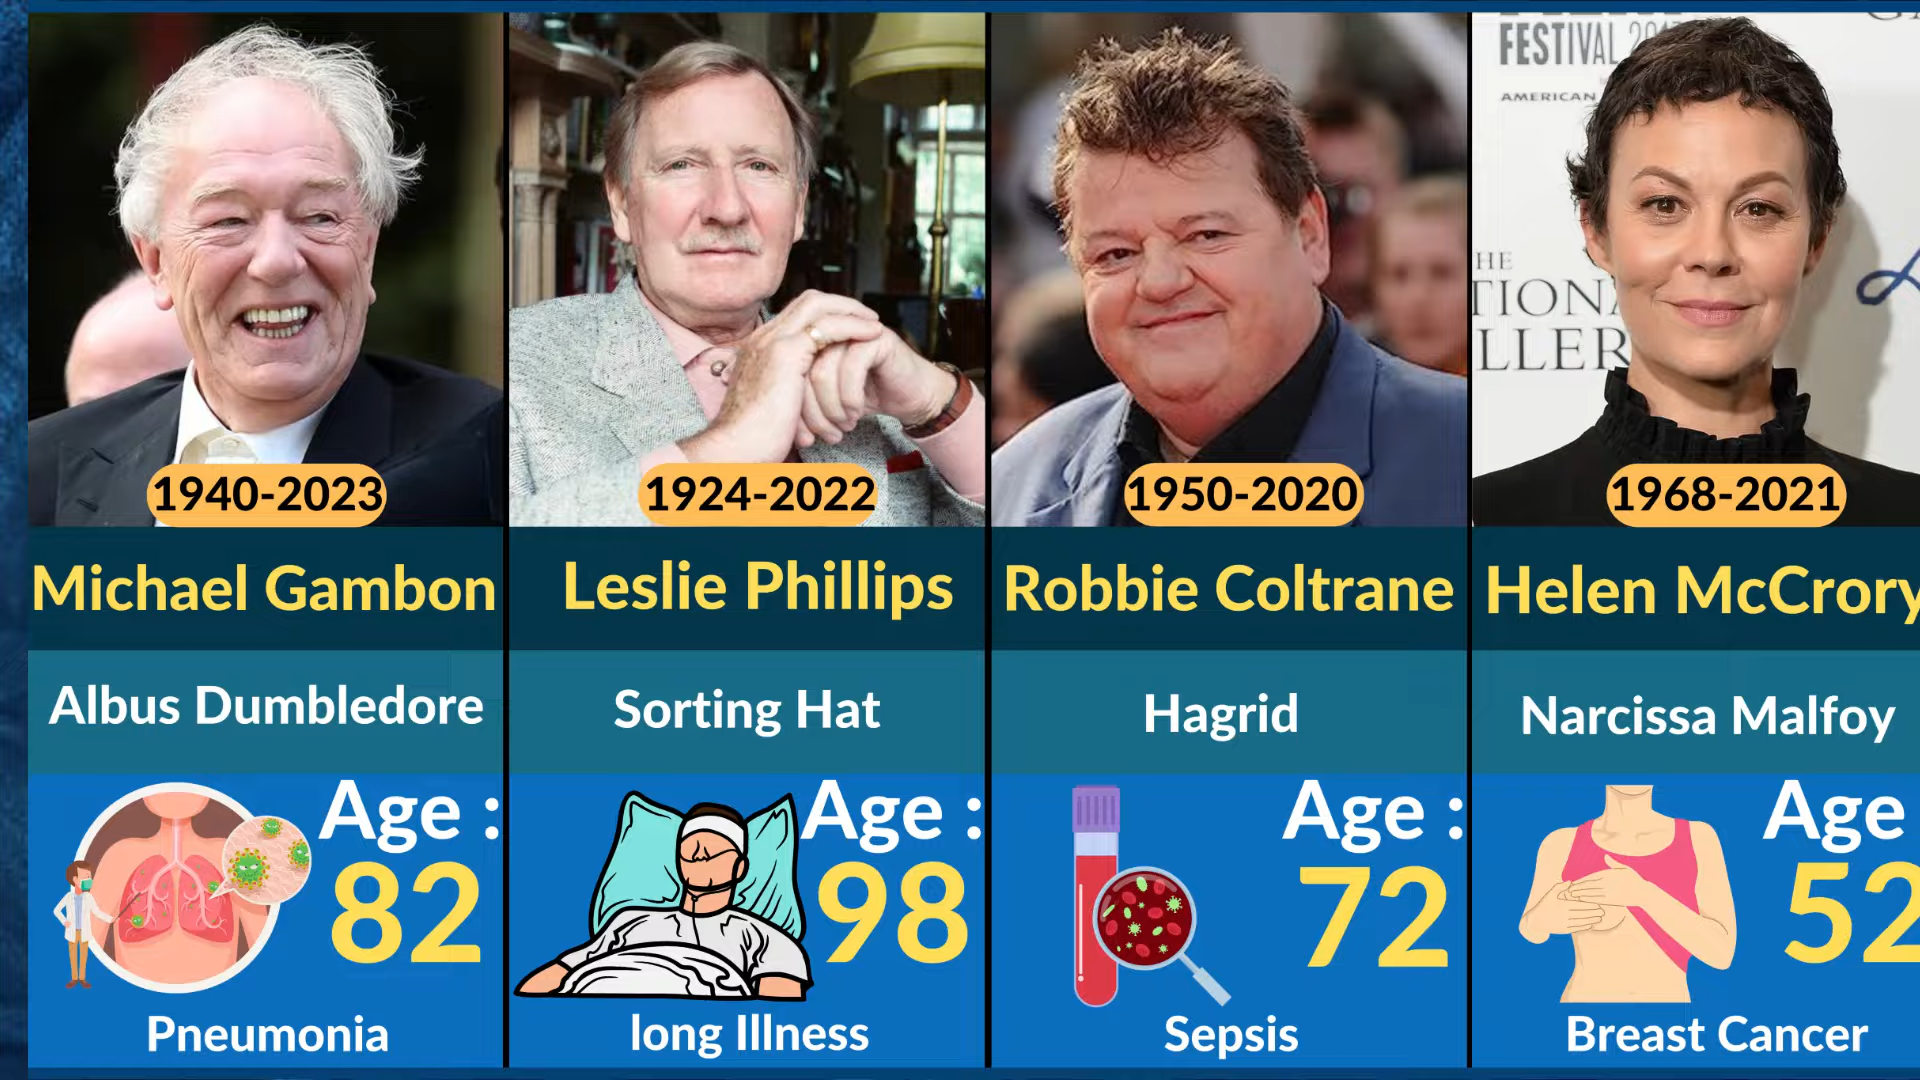 1940-2023
Michael Gambon
Albus Dumbledore
Age :
82
Pneumonia
1924-2022
Leslie Phillips
Sorting Hat
Age :
98
long Illness
1950-2020
Robbie Coltrane
Hagrid
Age :
72
Sepsis
FESTIVAL
AMERICAN
HE
TION
LLER
1968-2021
Helen McCrory
Narcissa Malfoy
Age
52
Breast Cancer